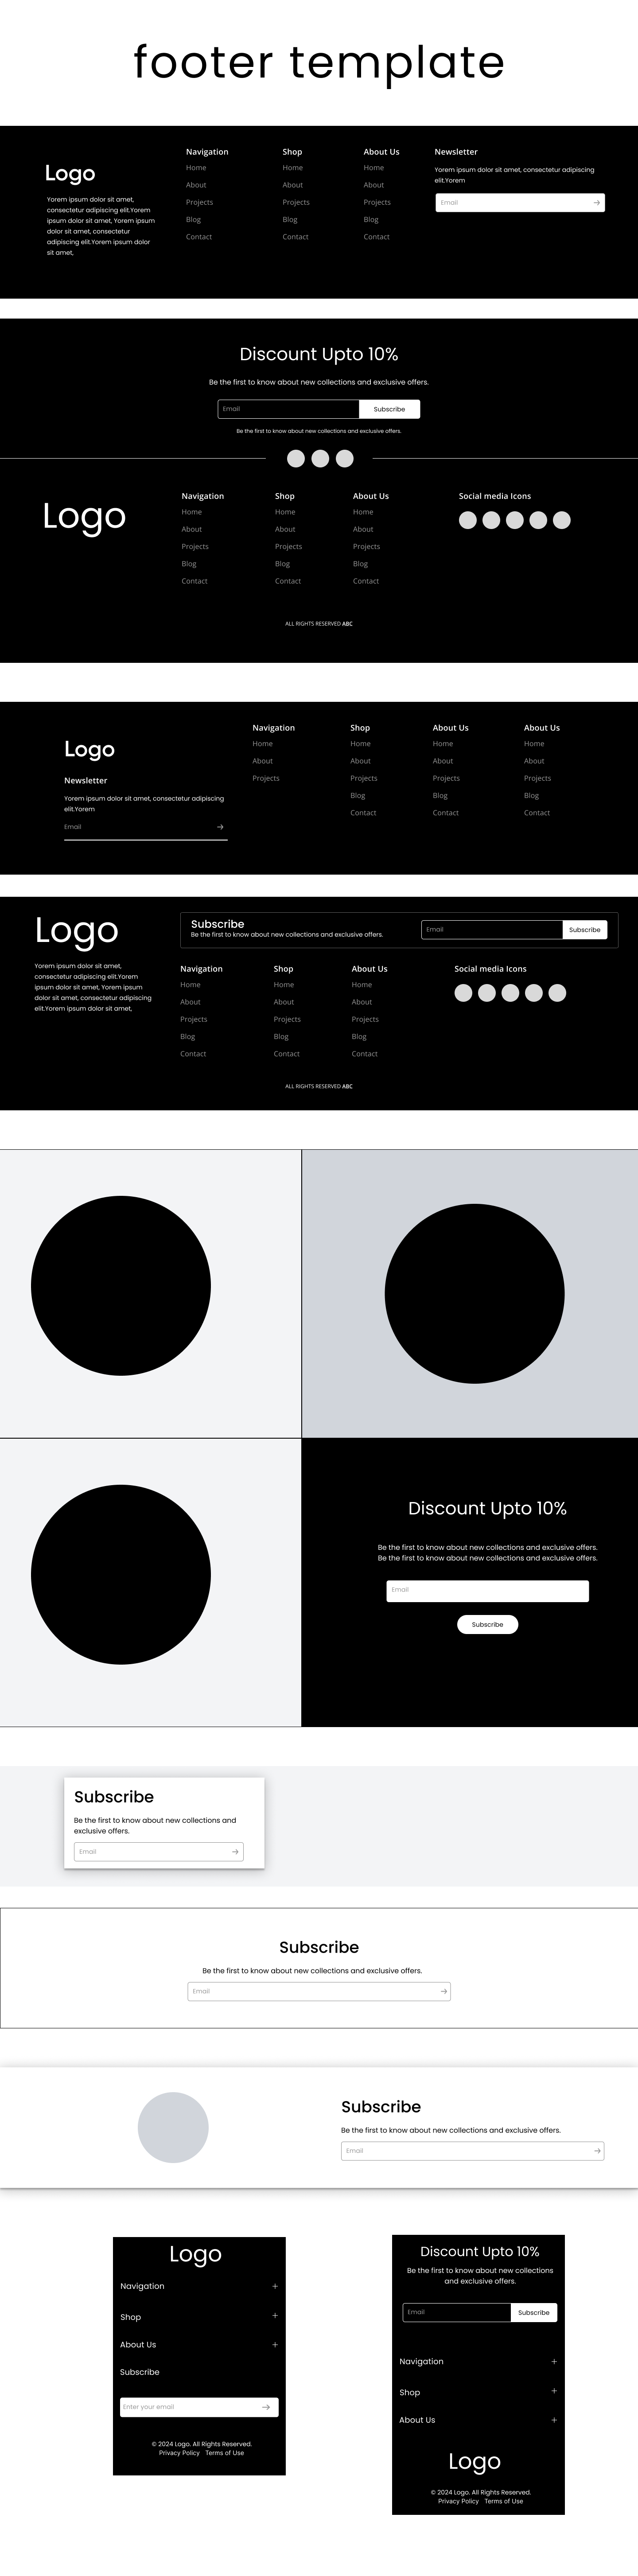 footer template
Logo
Yorem ipsum dolor sit amet,
consectetur adipiscing elit.Yorem
ipsum dolor sit amet, Yorem ipsum
dolor sit amet, consectetur
adipiscing elit.Yorem ipsum dolor
sit amet,
Navigation
Home
About
Projects
Blog
Contact
Shop
Home
About
Projects
Blog
Contact
About Us
Home
About
Projects
Blog
Contact
Newsletter
Yorem ipsum dolor sit amet, consectetur adipiscing
elit.Yorem
Email
Discount Upto 10%
Be the first to know about new collections and exclusive offers.
Email
Subscribe
Be the first to know about new collections and exclusive offers.
Logo
Navigation
Home
About
Projects
Blog
Contact
Shop
Home
About
Projects
Blog
Contact
About Us
Home
About
Projects
Blog
Contact
Social media Icons
ALL RIGHTS RESERVED ABC
Logo
Newsletter
Yorem ipsum dolor sit amet, consectetur adipiscing
elit.Yorem
Email
Navigation
Home
About
Projects
Shop
Home
About
Projects
Blog
Contact
About Us
Home
About
Projects
Blog
Contact
About Us
Home
About
Projects
Blog
Contact
Logo
Yorem ipsum dolor sit amet,
consectetur adipiscing elit.Yorem
ipsum dolor sit amet, Yorem ipsum
dolor sit amet, consectetur adipiscing
elit.Yorem ipsum dolor sit amet,
Subscribe
Be the first to know about new collections and exclusive offers.
Email
Subscribe
Navigation
Home
About
Projects
Blog
Contact
Shop
Home
About
Projects
Blog
Contact
About Us
Home
About
Projects
Blog
Contact
Social media Icons
ALL RIGHTS RESERVED ABC
Discount Upto 10%
Be the first to know about new collections and exclusive offers.
Be the first to know about new collections and exclusive offers.
Email
Subscribe
Subscribe
Be the first to know about new collections and
exclusive offers.
Email
Subscribe
Be the first to know about new collections and exclusive offers.
Email
Subscribe
Be the first to know about new collections and exclusive offers.
Email
Logo
Navigation
Shop
About Us
Subscribe
Enter your email
© 2024 Logo. All Rights Reserved.
Privacy Policy Terms of Use
Discount Upto 10%
Be the first to know about new collections
and exclusive offers.
Email
Subscribe
Navigation
Shop
About Us
Logo
© 2024 Logo. All Rights Reserved.
Privacy Policy Terms of Use